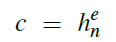 c = h_n^e